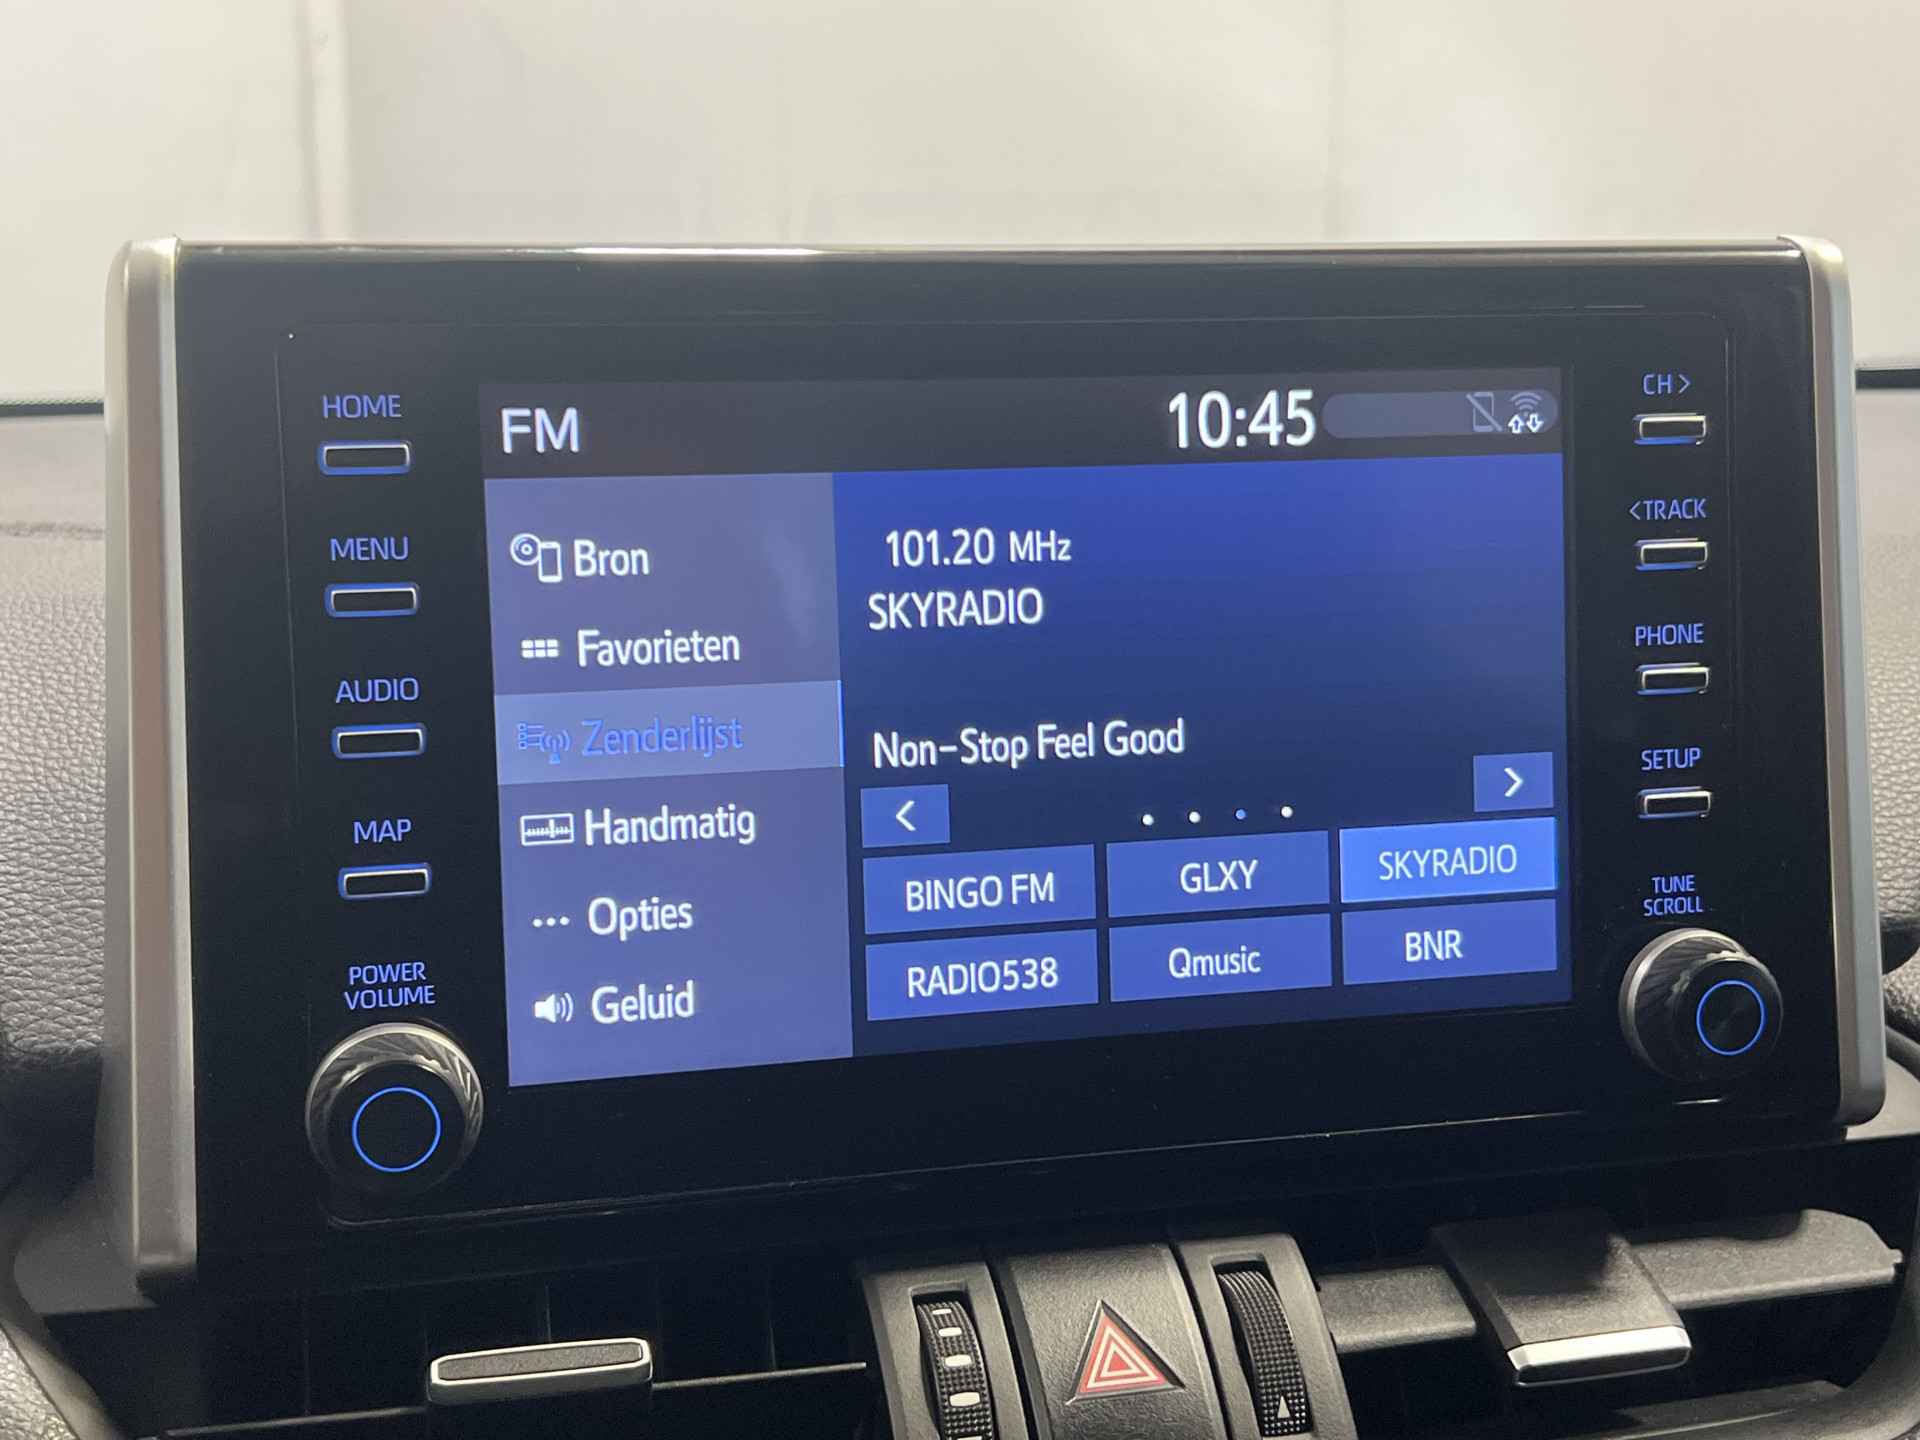 HOME
MENU
AUDIO
MAP
POWER
VOLUME
FM
10:45
Bron
Favorieten
Zenderlijst
Handmatig
Opties
Geluid
101.20 MHz
SKYRADIO
Non-Stop Feel Good
<
>
BINGO FM
GLXY
SKYRADIO
RADIO538
Qmusic
BNR
CH>
<TRACK
PHONE
SETUP
TUNE
SCROLL